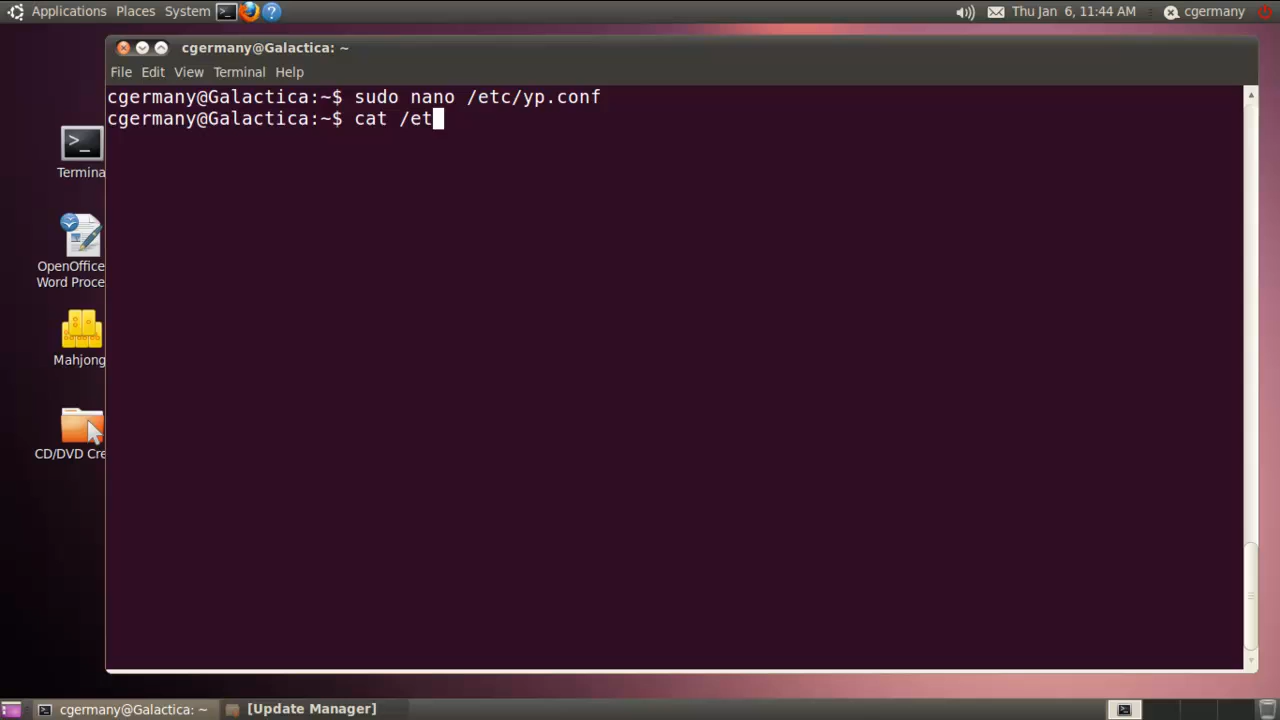 Applications Places System Thu Jan 6, 11:44 AM cgermany
cgermany@Galactica: ~
File Edit View Terminal Help
cgermany@Galactica:~$ sudo nano /etc/yp.conf
cgermany@Galactica:~$ cat /et
Termina
OpenOffice
Word Proce
Mahjong
CD/DVD Cre
cgermany@Galactica: ~ [Update Manager]